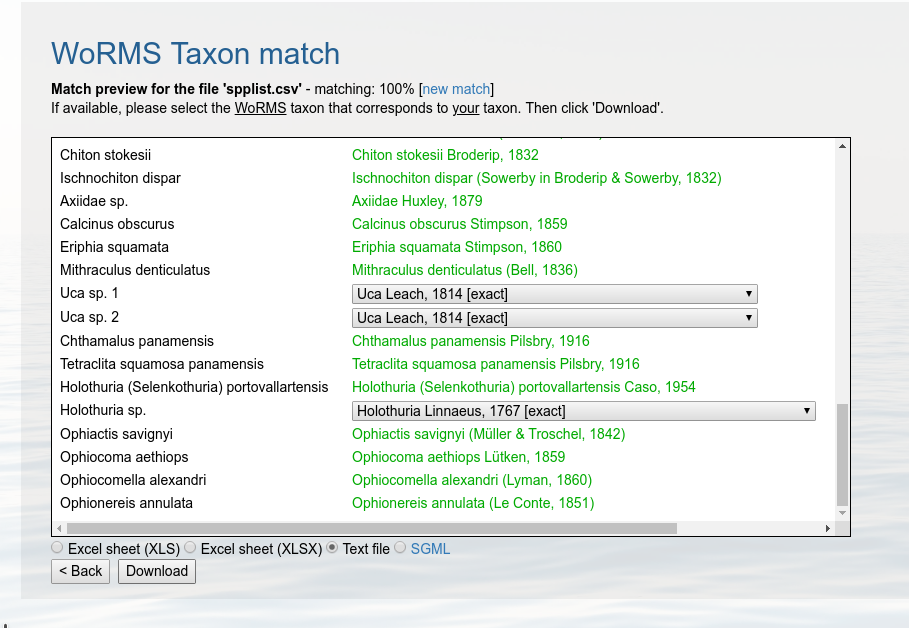 WoRMS Taxon match
Match preview for the file 'spplist.csv' - matching: 100% [new match]
If available, please select the WoRMS taxon that corresponds to your taxon. Then click 'Download'.
Chiton stokesii Chiton stokesii Broderip, 1832
Ischnochiton dispar Ischnochiton dispar (Sowerby in Broderip & Sowerby, 1832)
Axiidae sp. Axiidae Huxley, 1879
Calcinus obscurus Calcinus obscurus Stimpson, 1859
Eriphia squamata Eriphia squamata Stimpson, 1860
Mithraculus denticulatus Mithraculus denticulatus (Bell, 1836)
Uca sp. 1 Uca Leach, 1814 [exact]
Uca sp. 2 Uca Leach, 1814 [exact]
Chthamalus panamensis Chthamalus panamensis Pilsbry, 1916
Tetraclita squamosa panamensis Tetraclita squamosa panamensis Pilsbry, 1916
Holothuria (Selenkothuria) portovallartensis Holothuria (Selenkothuria) portovallartensis Caso, 1954
Holothuria sp. Holothuria Linnaeus, 1767 [exact]
Ophiactis savignyi Ophiactis savignyi (Müller & Troschel, 1842)
Ophiocoma aethiops Ophiocoma aethiops Lütken, 1859
Ophiocomella alexandri Ophiocomella alexandri (Lyman, 1860)
Ophionereis annulata Ophionereis annulata (Le Conte, 1851)
Excel sheet (XLS) Excel sheet (XLSX) Text file SGML
< Back Download